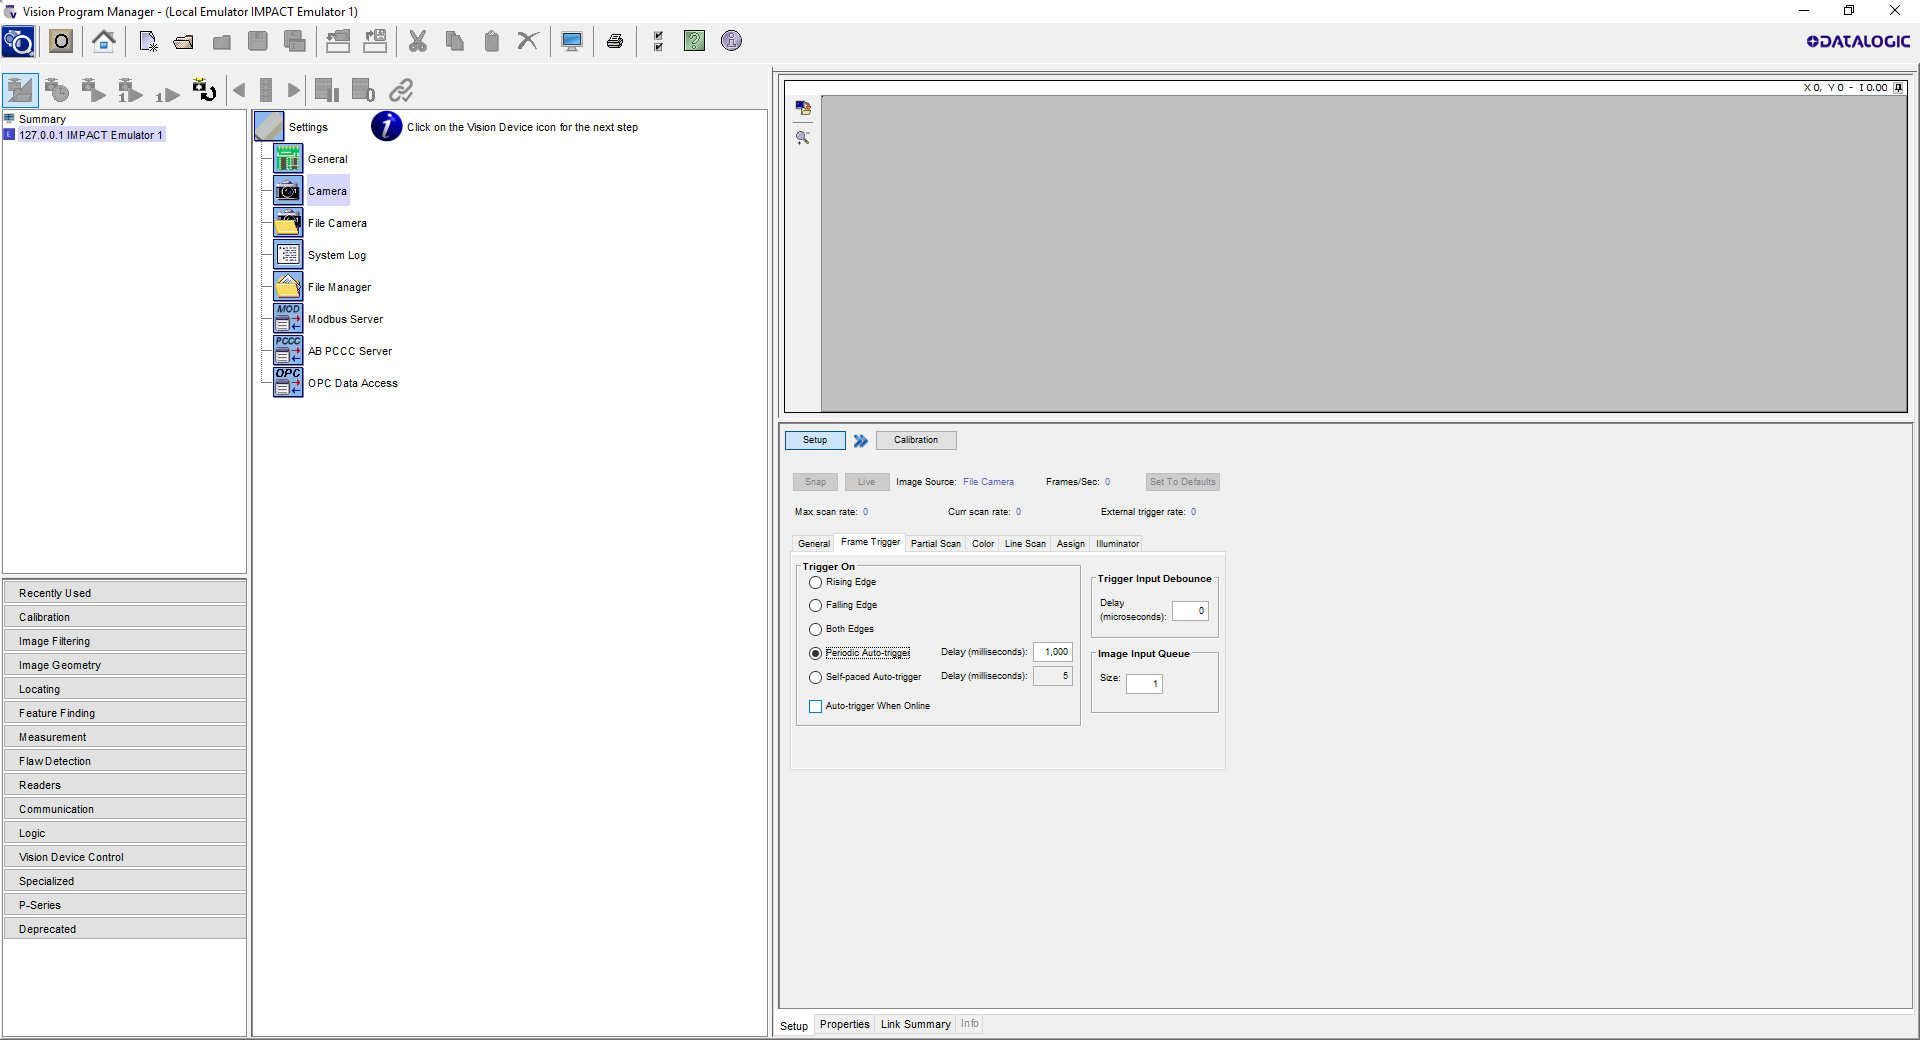 Vision Program Manager - (Local Emulator IMPACT Emulator 1)
O
DATALOGIC
1
1
0
X 0, Y 0 - I 0.00
Summary
E 127.0.0.1 IMPACT Emulator 1
Settings
Click on the Vision Device icon for the next step
General
Camera
File Camera
System Log
File Manager
MOD
Modbus Server
PCCC
AB PCCC Server
OPC
OPC Data Access
Recently Used
Calibration
Image Filtering
Image Geometry
Locating
Feature Finding
Measurement
Flaw Detection
Readers
Communication
Logic
Vision Device Control
Specialized
P-Series
Deprecated
Setup
Calibration
Snap Live Image Source: File Camera Frames/Sec: 0 Set To Defaults
Max scan rate: 0 Curr scan rate: 0 External trigger rate: 0
General Frame Trigger Partial Scan Color Line Scan Assign Illuminator
Trigger On
Rising Edge
Falling Edge
Both Edges
Periodic Auto-trigger Delay (milliseconds): 1,000
Self-paced Auto-trigger Delay (milliseconds): 5
Auto-trigger When Online
Trigger Input Debounce
Delay
(microseconds): 0
Image Input Queue
Size: 1
Setup Properties Link Summary Info